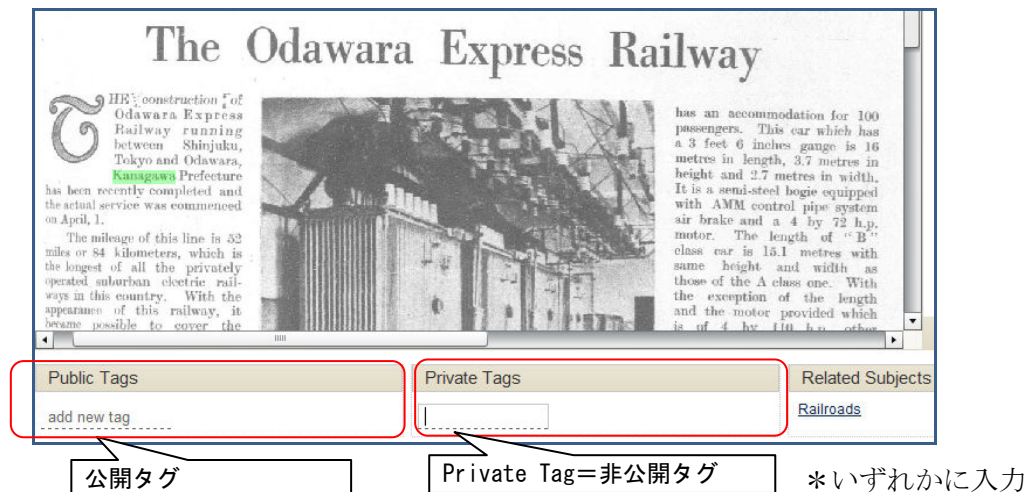 The Odawara Express Railway
THE construction of
Odawara Express
Railway running
between Shinjuku,
Tokyo and Odawara,
Kanagawa Prefecture
has been recently completed and
the actual service was commenced
on April, 1.
The mileage of this line is 52
miles or 84 kilometers, which is
the longest of all the privately
operated suburban electric rail-
ways in this country. With the
appearance of this railway, it
became possible to cover the
has an accommodation for 100
passengers. This car which has
a 3 feet 6 inches gauge is 16
metres in length, 3.7 metres in
height and 2.7 metres in width.
It is a semi-steel bogie equipped
with AMM control pipe system
air brake and a 4 by 72 h.p.
motor. The length of "B"
class car is 15.1 metres with
same height and width as
those of the A class one. With
the exception of the length
and the motor provided which
is of 4 by 110 h.p. other
Public Tags
Private Tags
Related Subjects
add new tag
Railroads
公開タグ
Private Tag=非公開タグ
*いずれかに入力